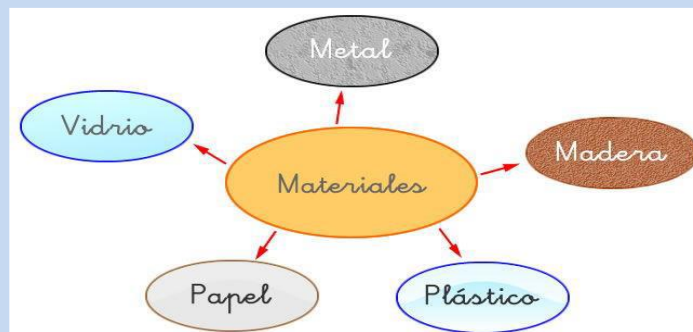 Metal
Vidrio
Madera
Materiales
Papel
Plástico